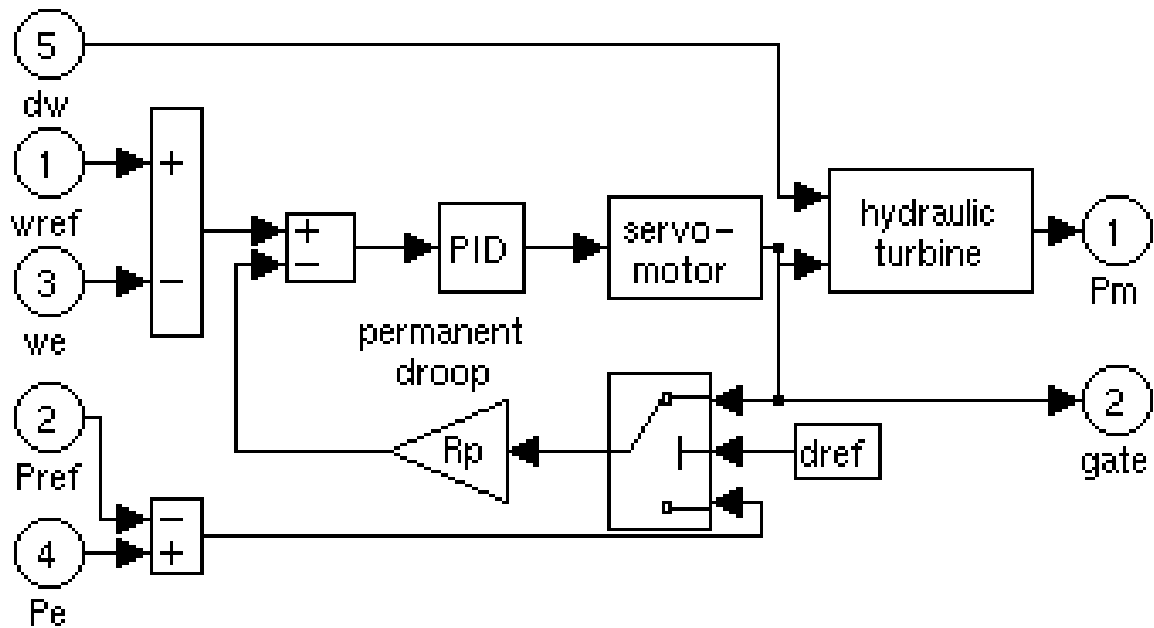 5
dw
1
wref
3
we
2
Pref
4
Pe
+
−
+
−
PID
servo−
motor
hydraulic
turbine
1
Pm
permanent
droop
Rp
dref
2
gate
−
+